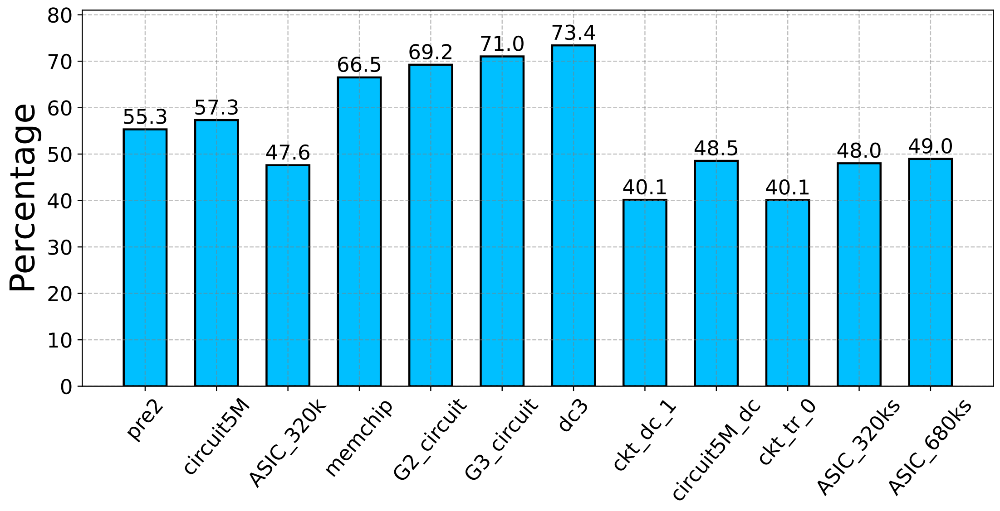 Percentage
80
70
60
50
40
30
20
10
0
55.3
57.3
47.6
66.5
69.2
71.0
73.4
40.1
48.5
40.1
48.0
49.0
pre2
circuit5M
ASIC_320k
memchip
G2_circuit
G3_circuit
dc3
ckt_dc_1
circuit5M_dc
ckt_tr_0
ASIC_320ks
ASIC_680ks